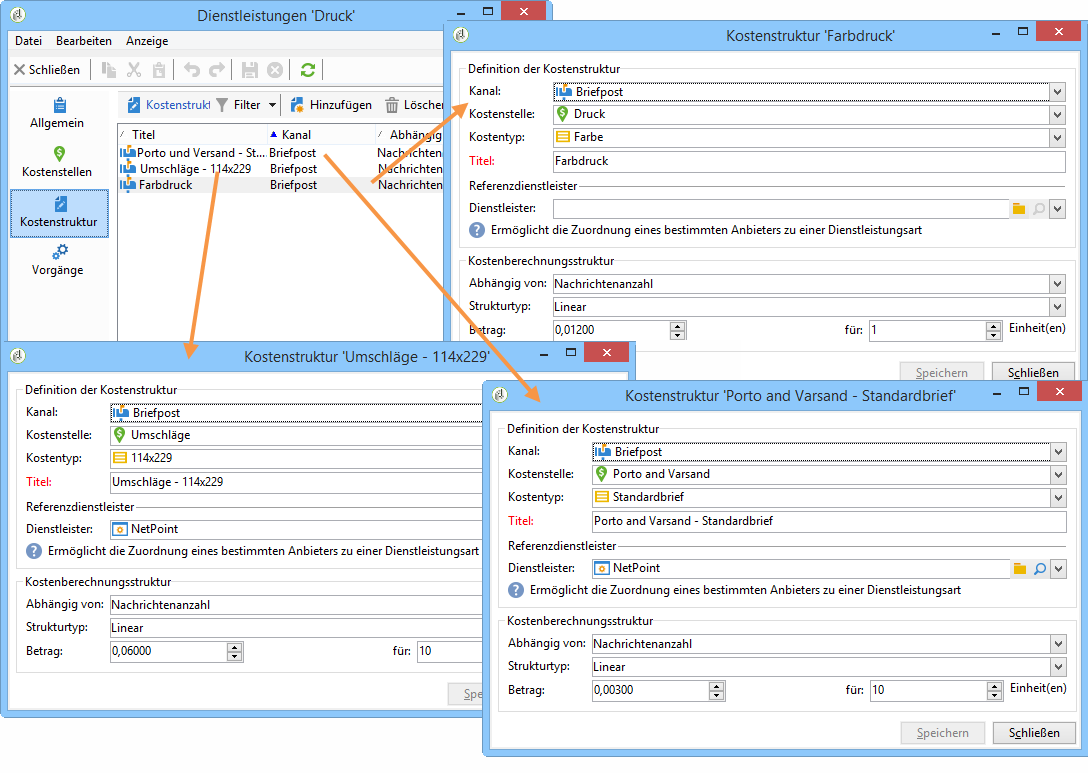 Dienstleistungen 'Druck'
Datei Bearbeiten Anzeige
Schließen
Allgemein
Kostenstellen
Kostenstruktur
Vorgänge
Kostenstrukt Filter Hinzufügen Löschen
Titel Kanal Abhängig
Porto und Versand - St... Briefpost Nachrichten
Umschläge - 114x229 Briefpost Nachrichten
Farbdruck Briefpost Nachrichten
Kostenstruktur 'Farbdruck'
Definition der Kostenstruktur
Kanal: Briefpost
Kostenstelle: Druck
Kostentyp: Farbe
Titel: Farbdruck
Referenzdienstleister
Dienstleister:
Ermöglicht die Zuordnung eines bestimmten Anbieters zu einer Dienstleistungsart
Kostenberechnungsstruktur
Abhängig von: Nachrichtenanzahl
Strukturtyp: Linear
Betrag: 0,01200 für: 1 Einheit(en)
Speichern Schließen
Kostenstruktur 'Umschläge - 114x229'
Definition der Kostenstruktur
Kanal: Briefpost
Kostenstelle: Umschläge
Kostentyp: 114x229
Titel: Umschläge - 114x229
Referenzdienstleister
Dienstleister: NetPoint
Ermöglicht die Zuordnung eines bestimmten Anbieters zu einer Dienstleistungsart
Kostenberechnungsstruktur
Abhängig von: Nachrichtenanzahl
Strukturtyp: Linear
Betrag: 0,06000 für: 10
Spe
Kostenstruktur 'Porto and Varsand - Standardbrief'
Definition der Kostenstruktur
Kanal: Briefpost
Kostenstelle: Porto and Varsand
Kostentyp: Standardbrief
Titel: Porto and Varsand - Standardbrief
Referenzdienstleister
Dienstleister: NetPoint
Ermöglicht die Zuordnung eines bestimmten Anbieters zu einer Dienstleistungsart
Kostenberechnungsstruktur
Abhängig von: Nachrichtenanzahl
Strukturtyp: Linear
Betrag: 0,00300 für: 10 Einheit(en)
Speichern Schließen